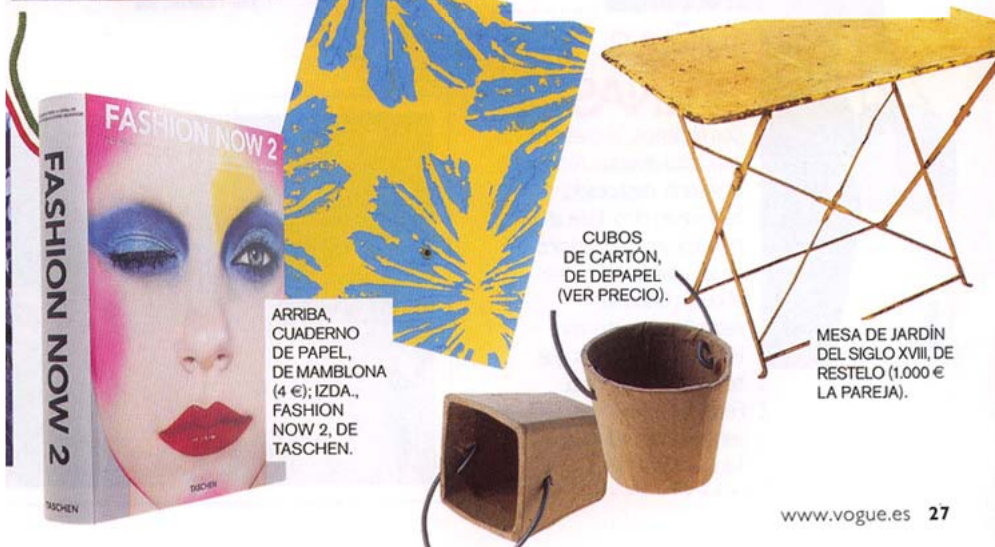 FASHION NOW 2
FASHION NOW 2
TASCHEN
TASCHEN
ARRIBA,
CUADERNO
DE PAPEL,
DE MAMBLONA
(4 €); IZDA.,
FASHION
NOW 2, DE
TASCHEN.
CUBOS
DE CARTÓN,
DE DEPAPEL
(VER PRECIO).
MESA DE JARDÍN
DEL SIGLO XVIII, DE
RESTELO (1.000 €
LA PAREJA).
www.vogue.es 27